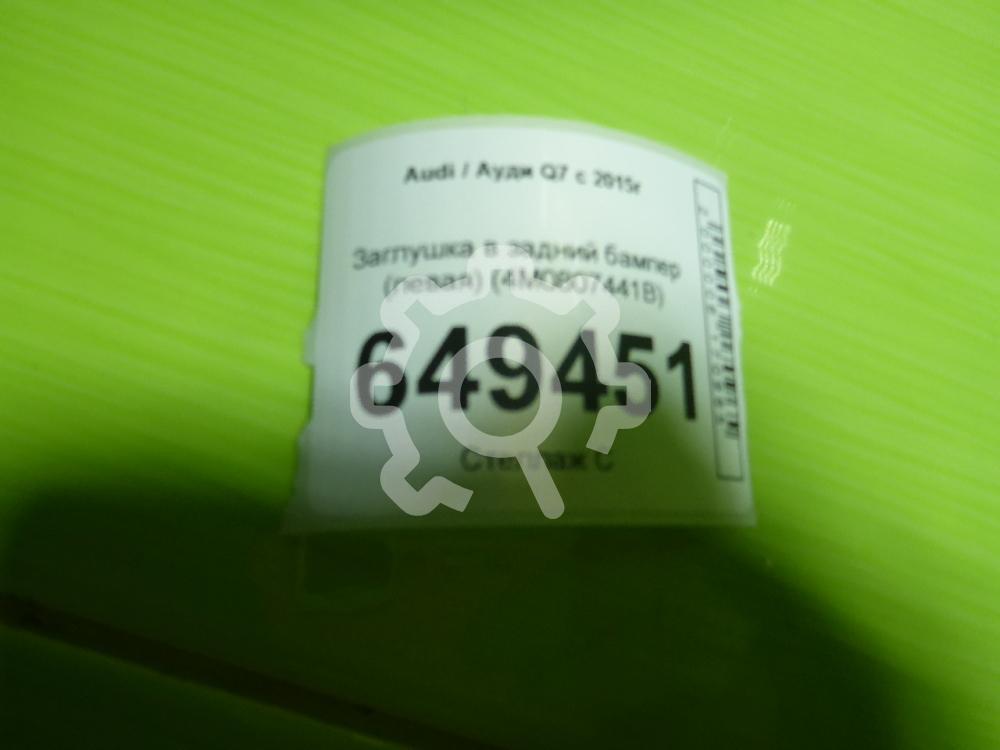 Audi / Ауди Q7 с 2015г
Заглушка в задний бампер
(левая) (4M0807441B)
649451
Стеллаж С